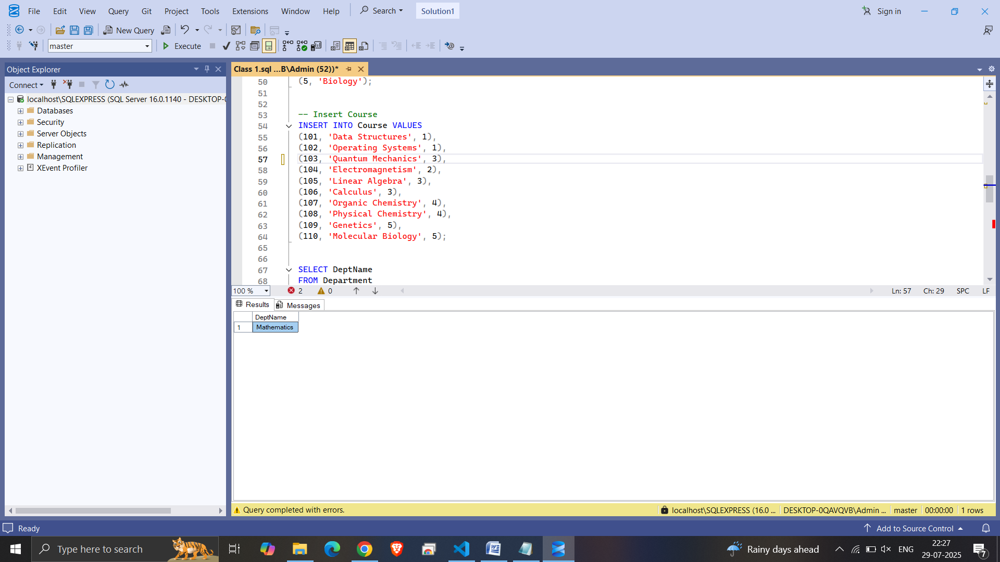 File Edit View Query Git Project Tools Extensions Window Help Search Solution1 Sign in
New Query
master Execute
Object Explorer
Connect
localhost\SQLEXPRESS (SQL Server 16.0.1140 - DESKTOP-0
Databases
Security
Server Objects
Replication
Management
XEvent Profiler
Class 1.sql ...B\Admin (52))*
50 (5, 'Biology');
51
52
53 -- Insert Course
54 INSERT INTO Course VALUES
55 (101, 'Data Structures', 1),
56 (102, 'Operating Systems', 1),
57 (103, 'Quantum Mechanics', 3),
58 (104, 'Electromagnetism', 2),
59 (105, 'Linear Algebra', 3),
60 (106, 'Calculus', 3),
61 (107, 'Organic Chemistry', 4),
62 (108, 'Physical Chemistry', 4),
63 (109, 'Genetics', 5),
64 (110, 'Molecular Biology', 5);
65
66
67 SELECT DeptName
68 FROM Department
100 % 2 0 Ln: 57 Ch: 29 SPC LF
Results Messages
DeptName
1 Mathematics
Query completed with errors. localhost\SQLEXPRESS (16.0 ... DESKTOP-0QAVQVB\Admin ... master 00:00:00 1 rows
Ready Add to Source Control
Type here to search Rainy days ahead ENG 22:27
29-07-2025 7